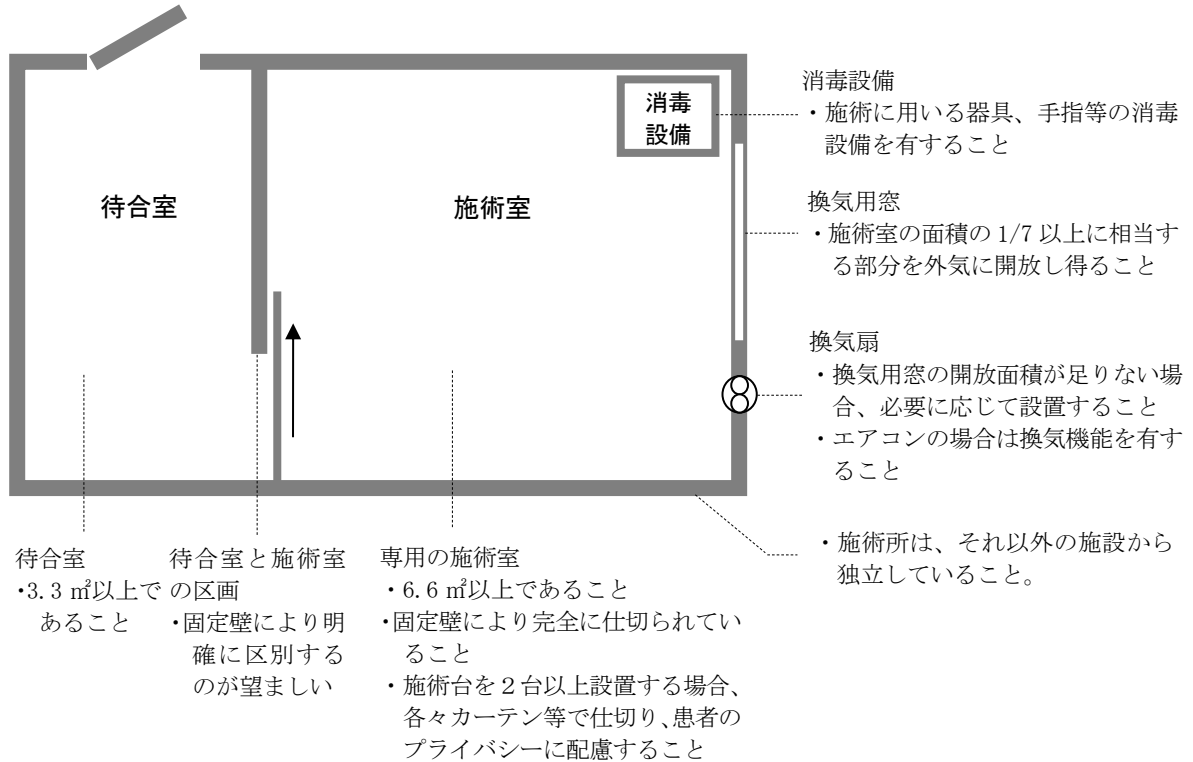 消毒
設備
待合室
施術室
消毒設備
・施術に用いる器具、手指等の消毒
設備を有すること
換気用窓
・施術室の面積の 1/7 以上に相当す
る部分を外気に開放し得ること
換気扇
・換気用窓の開放面積が足りない場
合、必要に応じて設置すること
・エアコンの場合は換気機能を有す
ること
・施術所は、それ以外の施設から
独立していること。
待合室
・3.3 ㎡以上で
あること
待合室と施術室
の区画
・固定壁により明
確に区別する
のが望ましい
専用の施術室
・6.6 ㎡以上であること
・固定壁により完全に仕切られてい
ること
・施術台を２台以上設置する場合、
各々カーテン等で仕切り、患者の
プライバシーに配慮すること